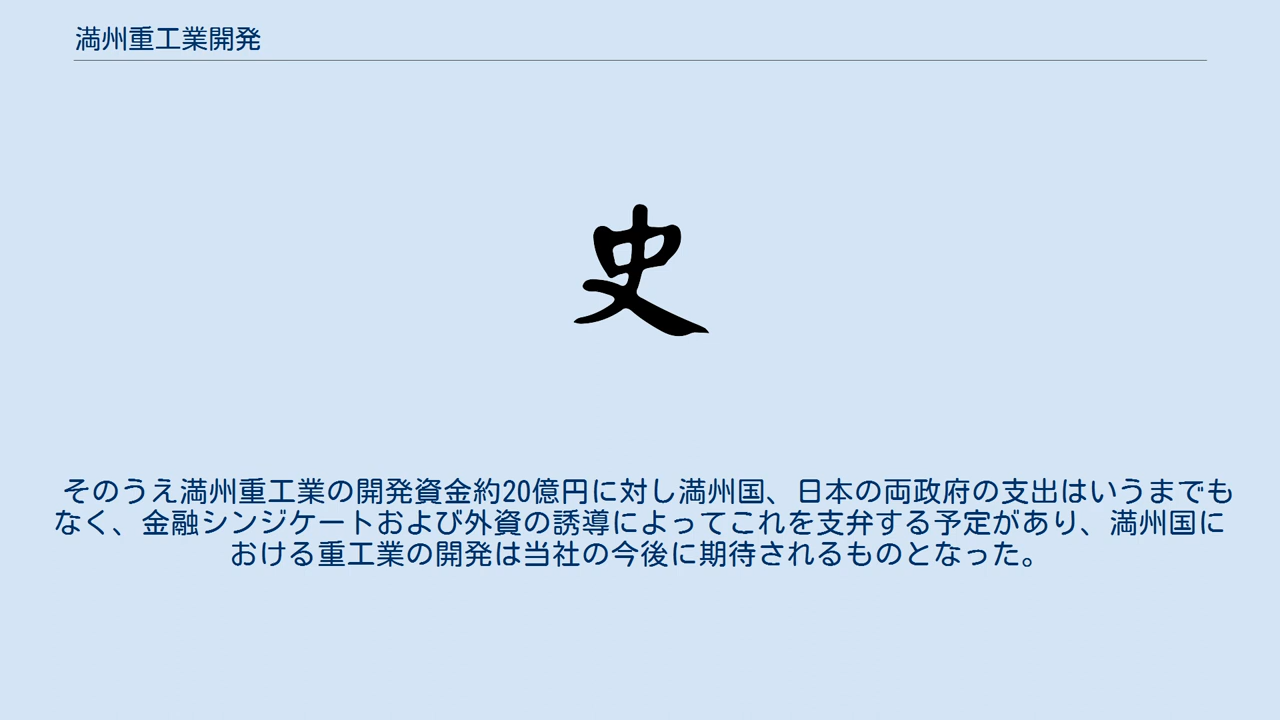 満州重工業開発
史
そのうえ満州重工業の開発資金約20億円に対し満州国、日本の両政府の支出はいうまでも
なく、金融シンジケートおよび外資の誘導によってこれを支弁する予定があり、満州国に
おける重工業の開発は当社の今後に期待されるものとなった。